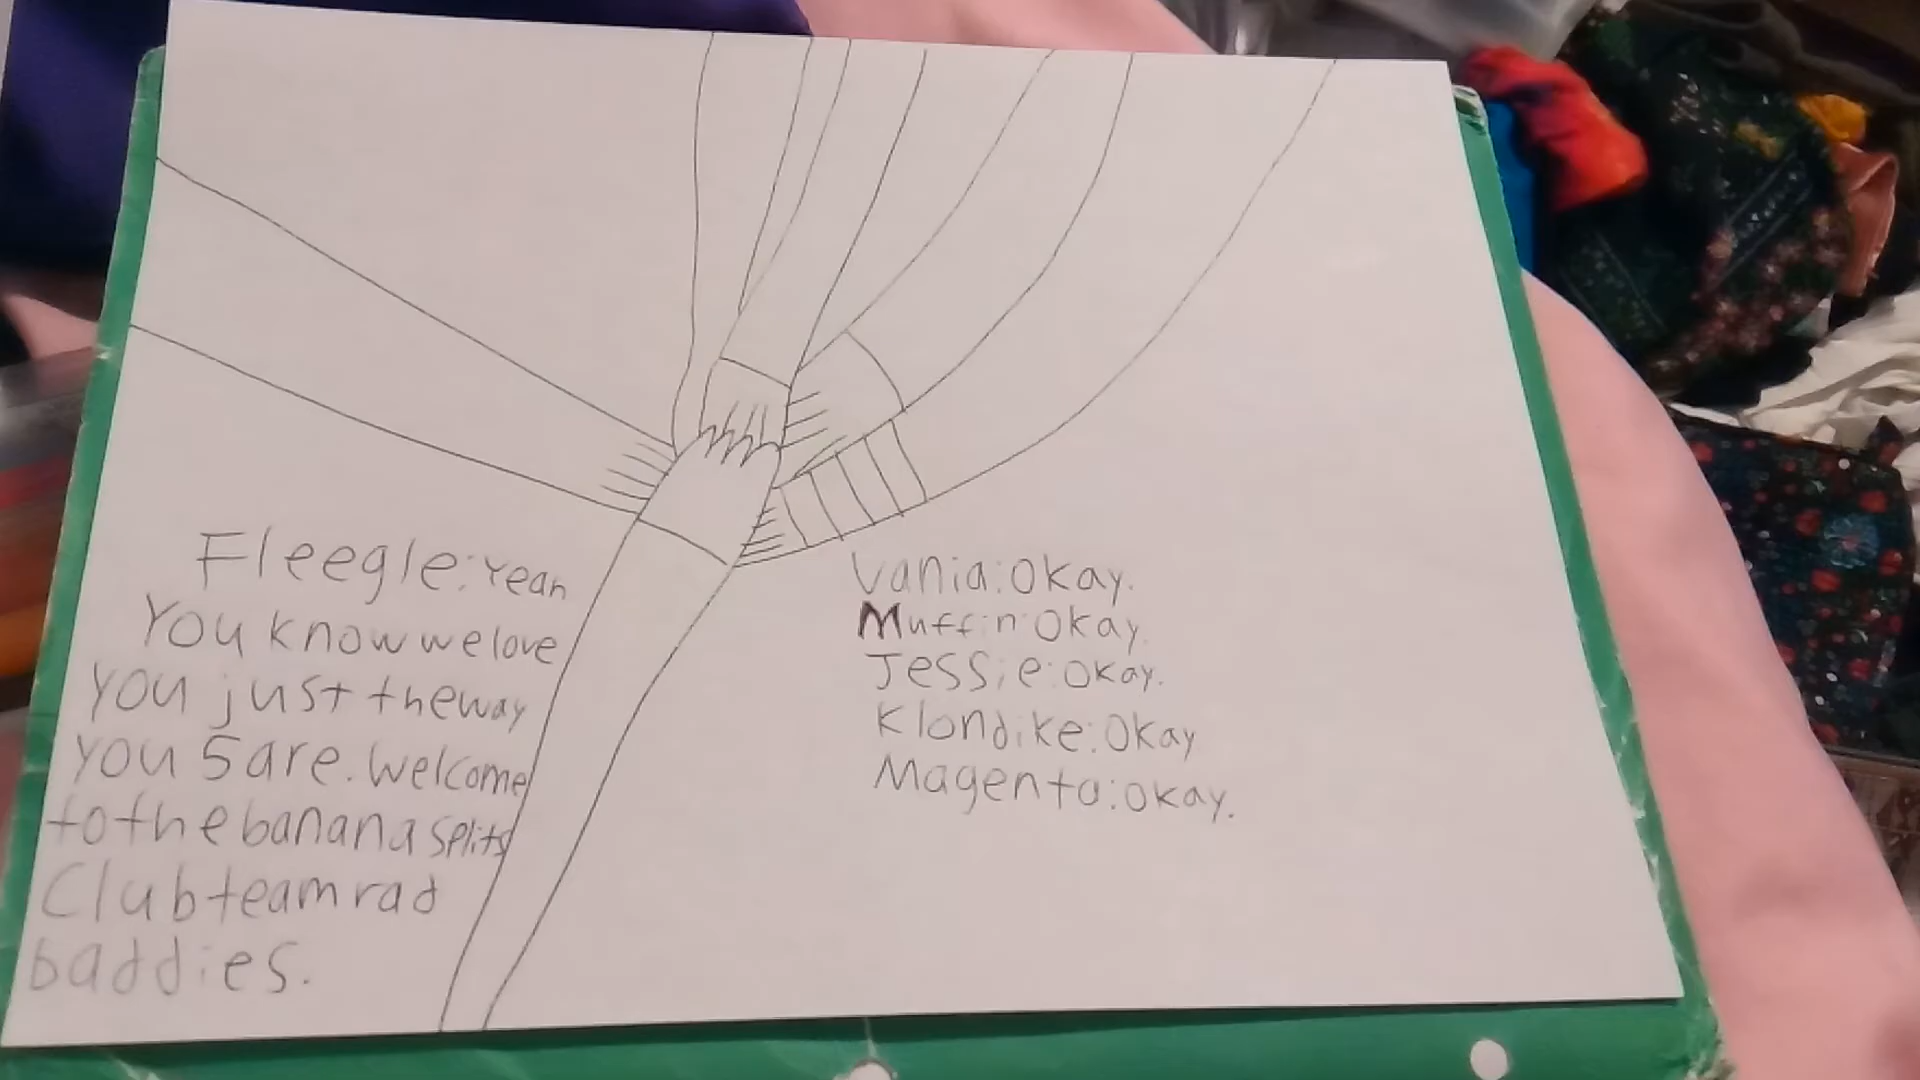 Fleegle: Yeah
You know we love
you just the way
you 5 are. Welcome
to the banana splits
Club team rad
baddies.
Vania: Okay.
Muffin: Okay.
Jessie: Okay.
Klondike: Okay
Magenta: Okay.